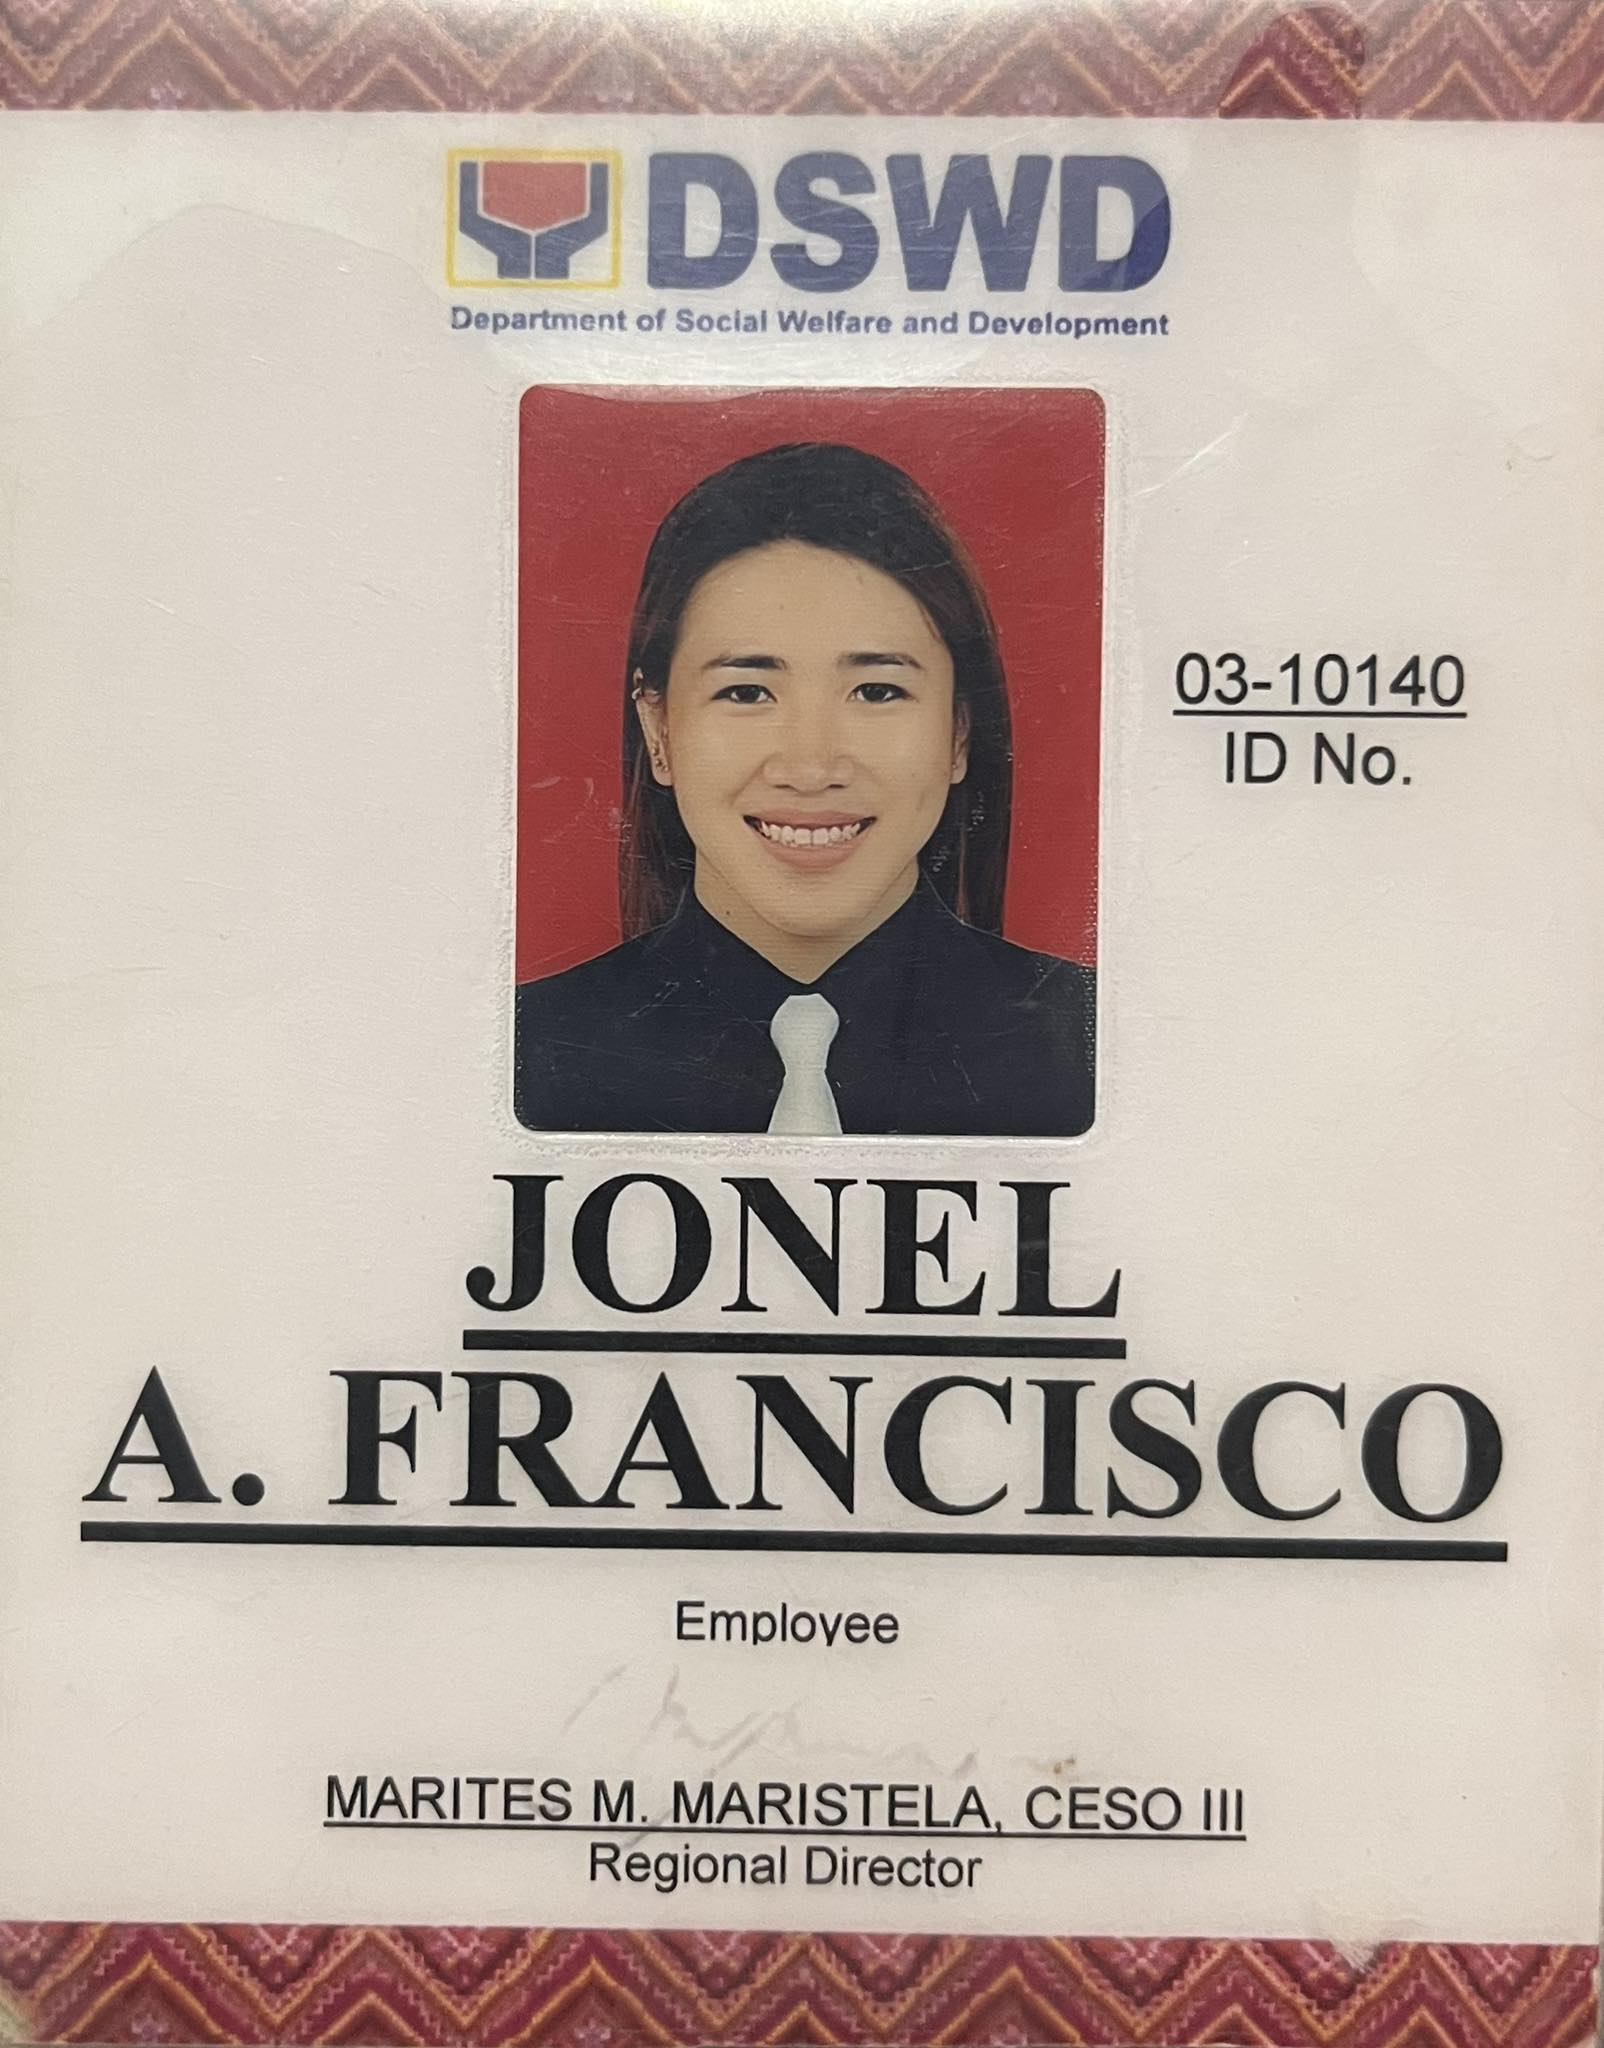 DSWD
Department of Social Welfare and Development
03-10140
ID No.
JONEL
A. FRANCISCO
Employee
MARITES M. MARISTELA, CESO III
Regional Director